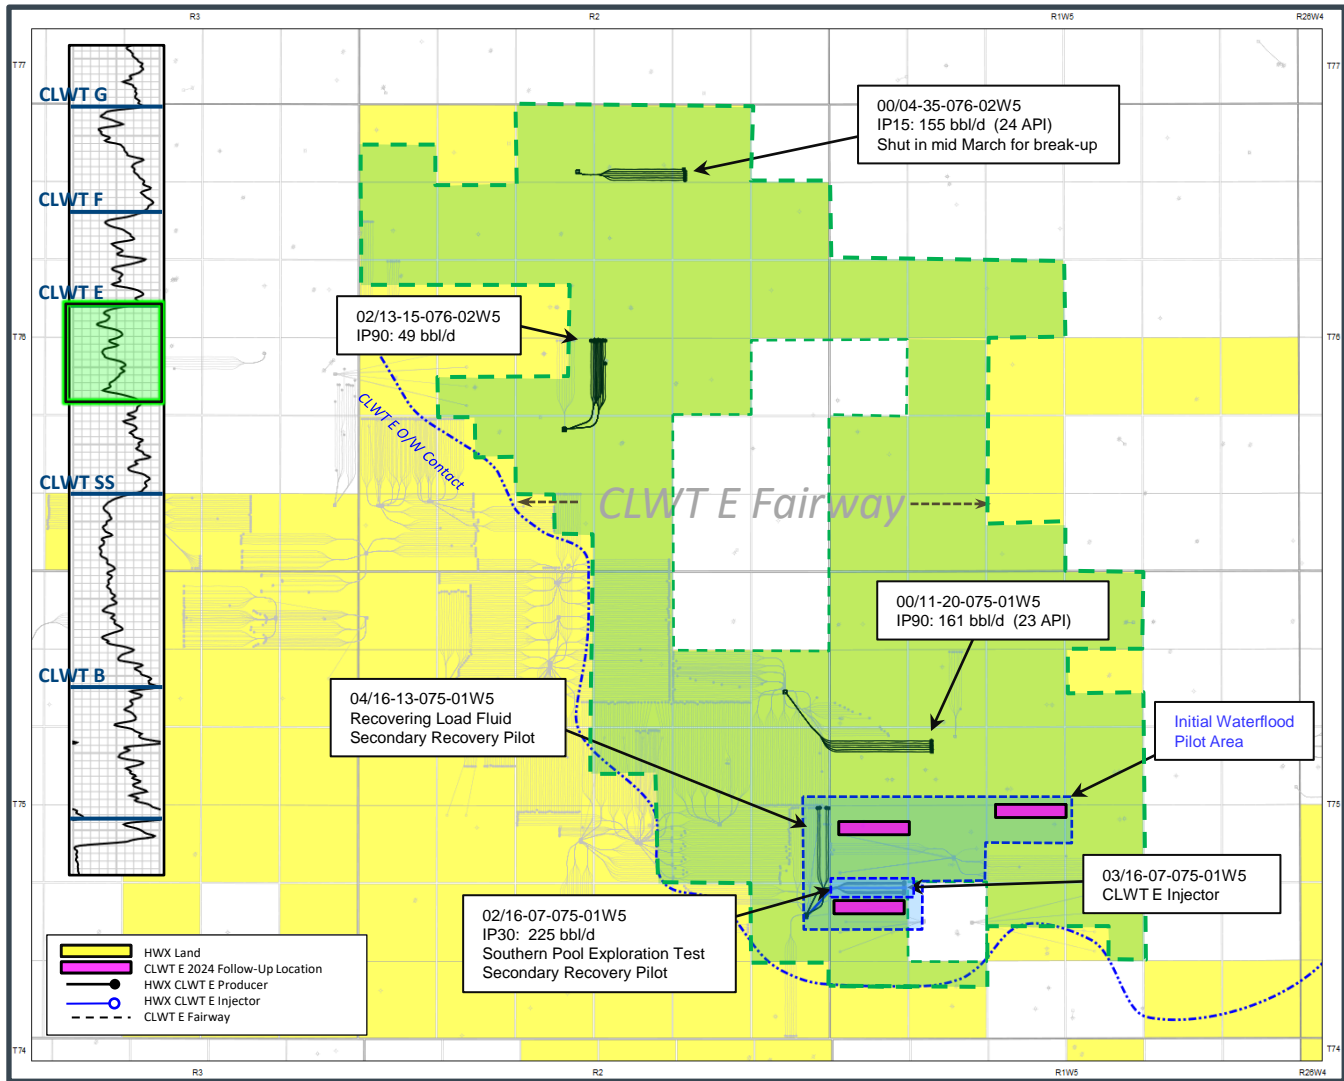 R3
R2
R1W5
R26W4
T77
T77
CLWT G
CLWT F
CLWT E
CLWT SS
CLWT B
00/04-35-076-02W5
IP15: 155 bbl/d  (24 API)
Shut in mid March for break-up
02/13-15-076-02W5
IP90: 49 bbl/d
T76
T76
CLWT E O/W Contact
CLWT E Fairway
00/11-20-075-01W5
IP90: 161 bbl/d (23 API)
04/16-13-075-01W5
Recovering Load Fluid
Secondary Recovery Pilot
Initial Waterflood
Pilot Area
T75
T75
03/16-07-075-01W5
CLWT E Injector
02/16-07-075-01W5
IP30:  225 bbl/d
Southern Pool Exploration Test
Secondary Recovery Pilot
HWX Land
CLWT E 2024 Follow-Up Location
HWX CLWT E Producer
HWX CLWT E Injector
CLWT E Fairway
T74
T74
R3
R2
R1W5
R26W4